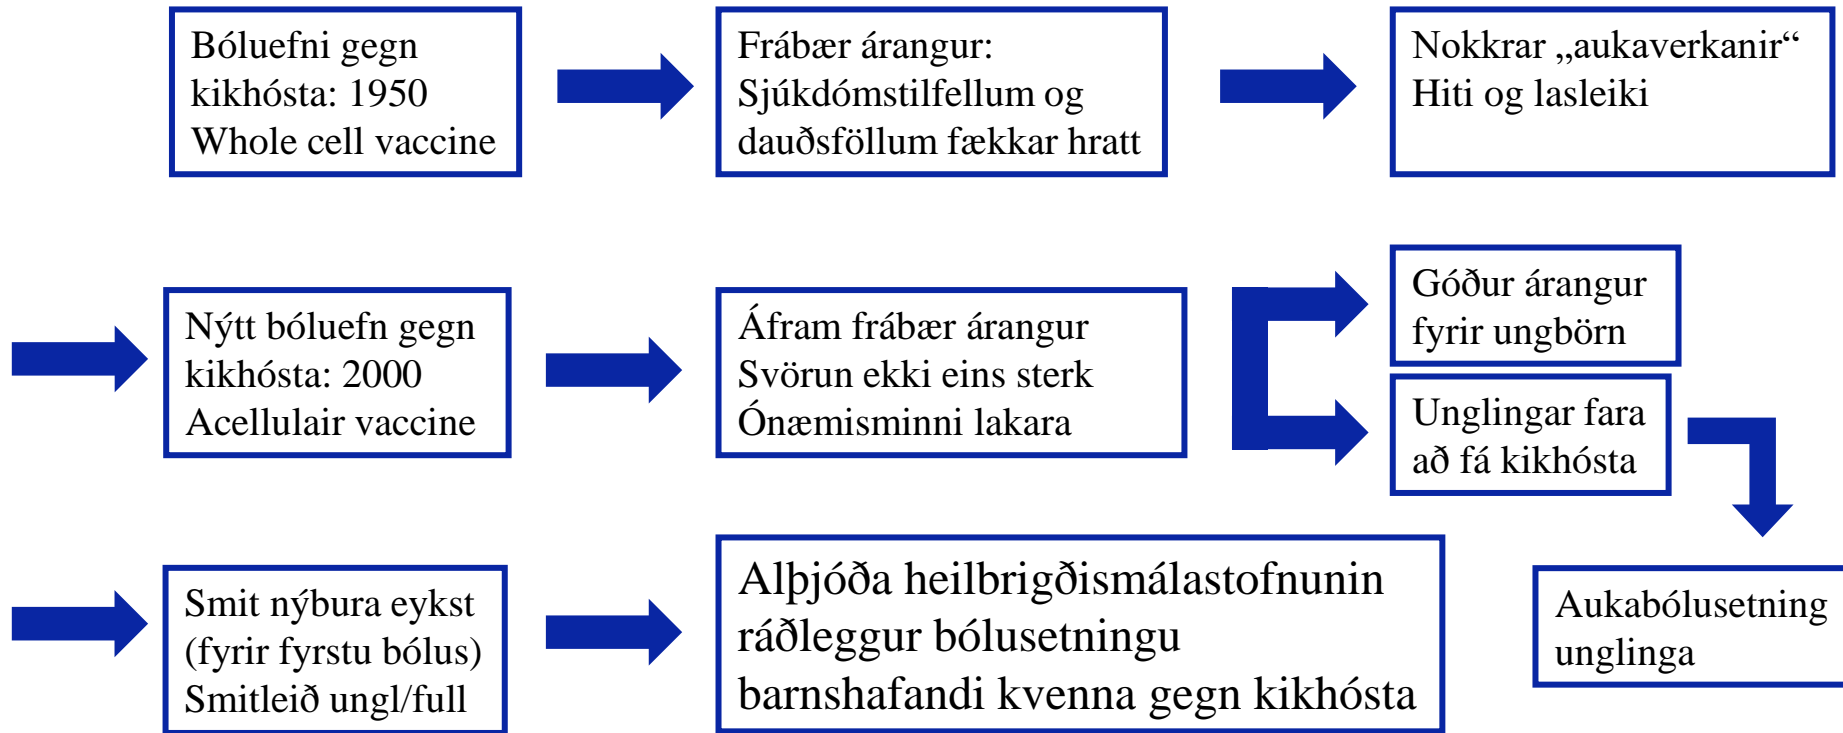 Bóluefni gegn
kikhósta: 1950
Whole cell vaccine
Frábær árangur:
Sjúkdómstilfellum og
dauðsföllum fækkar hratt
Nokkrar „aukaverkanir“
Hiti og lasleiki
Nýtt bóluefn gegn
kikhósta: 2000
Acellulair vaccine
Áfram frábær árangur
Svörun ekki eins sterk
Ónæmisminni lakara
Góður árangur
fyrir ungbörn
Unglingar fara
að fá kikhósta
Smit nýbura eykst
(fyrir fyrstu bólus)
Smitleið ungl/full
Alþjóða heilbrigðismálastofnunin
ráðleggur bólusetningu
barnshafandi kvenna gegn kikhósta
Aukabólusetning
unglinga